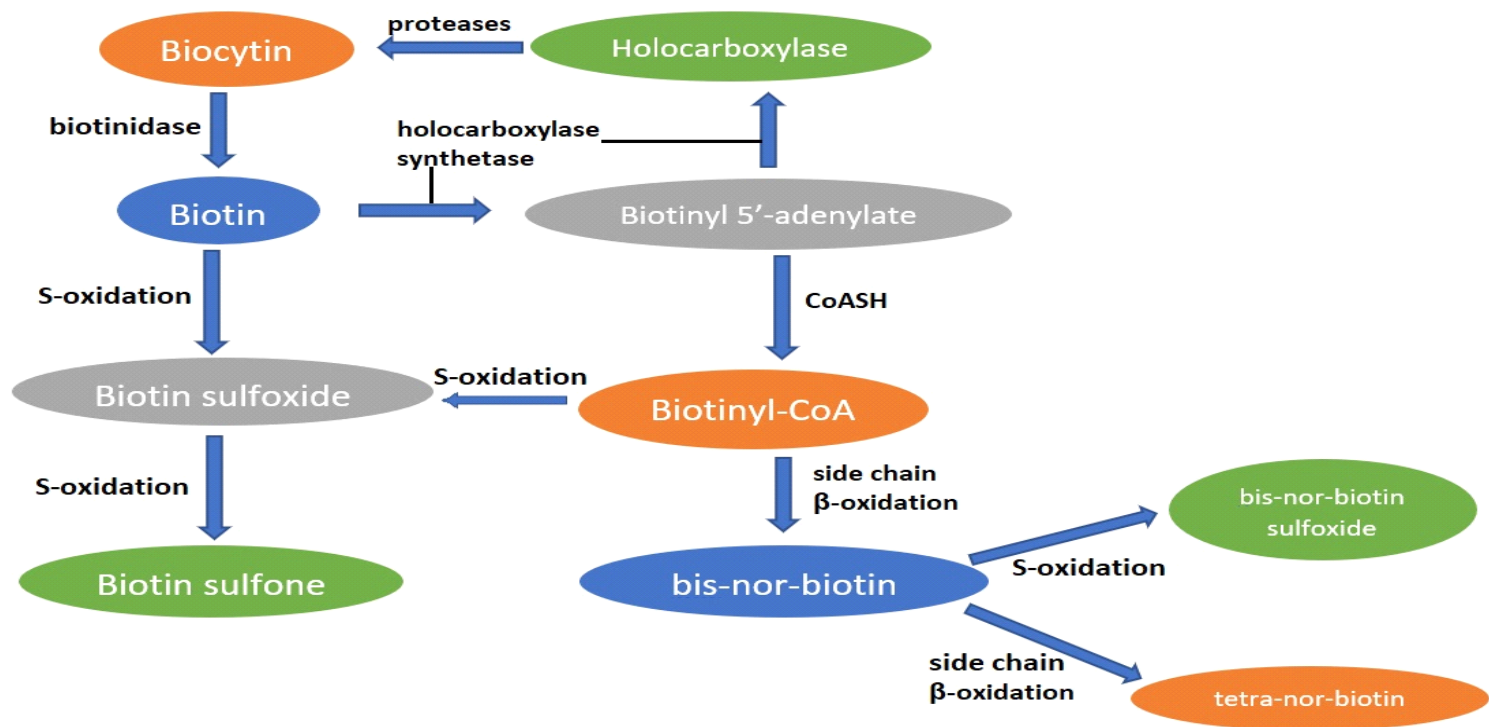 proteases
Biocytin
Holocarboxylase
biotinidase
holocarboxylase
synthetase
Biotin
Biotinyl 5’-adenylate
S-oxidation
CoASH
S-oxidation
Biotin sulfoxide
Biotinyl-CoA
S-oxidation
side chain
β-oxidation
bis-nor-biotin
sulfoxide
Biotin sulfone
bis-nor-biotin
S-oxidation
side chain
β-oxidation
tetra-nor-biotin